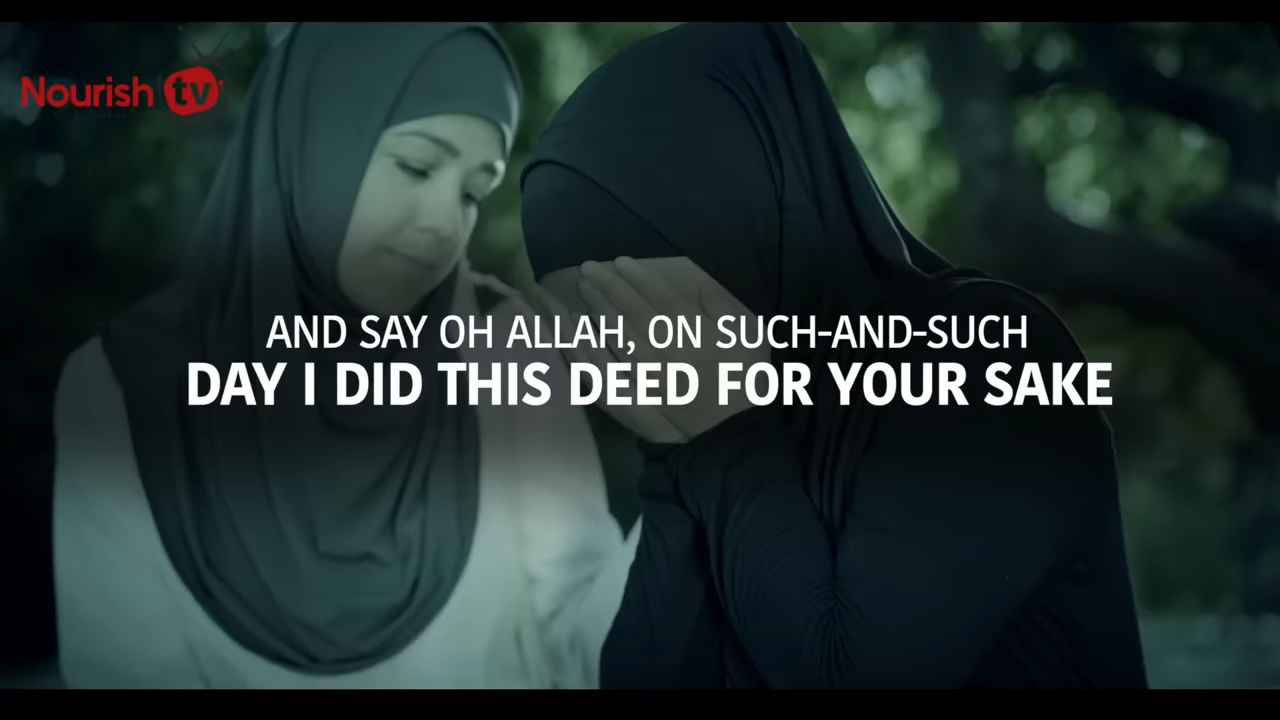 Nourish tv
AND SAY OH ALLAH, ON SUCH-AND-SUCH
DAY I DID THIS DEED FOR YOUR SAKE